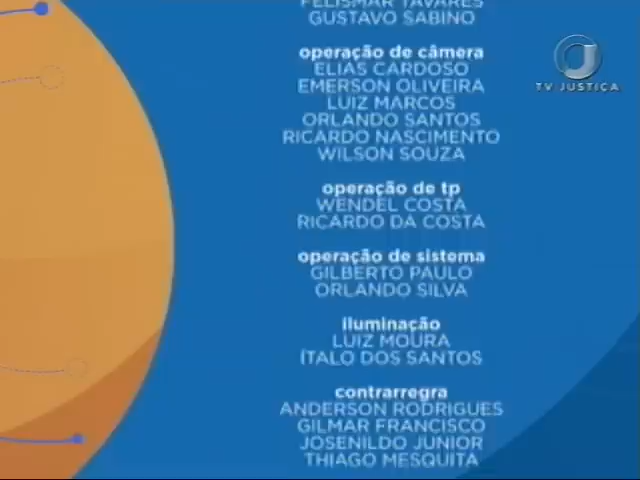 FELISMAR TAVARES
GUSTAVO SABINO
operação de câmera
ELIAS CARDOSO
EMERSON OLIVEIRA
LUIZ MARCOS
ORLANDO SANTOS
RICARDO NASCIMENTO
WILSON SOUZA
TV JUSTIÇA
operação de tp
WENDEL COSTA
RICARDO DA COSTA
operação de sistema
GILBERTO PAULO
ORLANDO SILVA
iluminação
LUIZ MOURA
ÍTALO DOS SANTOS
contrarregra
ANDERSON RODRIGUES
GILMAR FRANCISCO
JOSENILDO JUNIOR
THIAGO MESQUITA